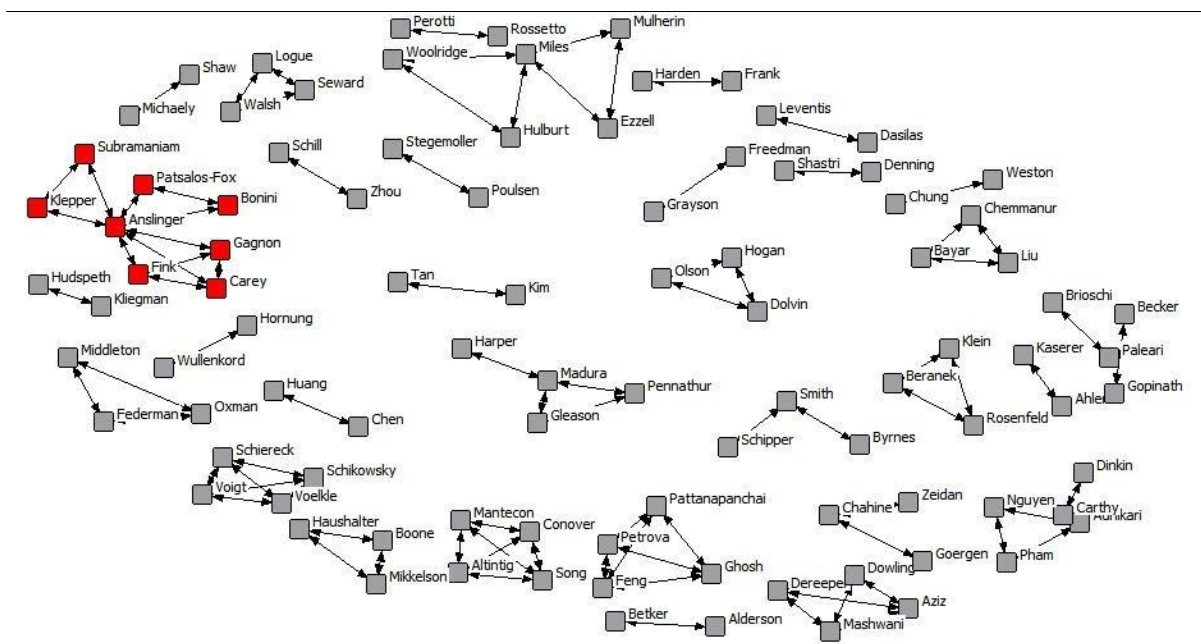 Perotti
Rossetto
Mulherin
Woolridge
Miles
Logue
Shaw
Seward
Harden
Frank
Michaely
Walsh
Leventis
Hulburt
Ezzell
Dasilas
Subramaniam
Schill
Stegemoller
Freedman
Shastri
Denning
Patsalos-Fox
Weston
Klepper
Bonini
Zhou
Poulsen
Grayson
Chung
Anslinger
Chemmanur
Gagnon
Hogan
Bayar
Liu
Fink
Hudspeth
Carey
Tan
Olson
Kliegman
Kim
Dolvin
Brioschi
Becker
Hornung
Middleton
Harper
Klein
Kaserer
Paleari
Wullenkord
Madura
Beranek
Huang
Pennathur
Gopinath
Smith
Federman
Oxman
Gleason
Rosenfeld
Chen
Schipper
Byrnes
Schiereck
Schikowsky
Dinkin
Voigt
Voelkle
Pattanapanchai
Chahine
Zeidan
Nguyen
Carthy
Haushalter
Boone
Mantecon
Conover
Petrova
Goergen
Pham
Mikkelson
Altintig
Song
Feng
Ghosh
Dowling
Dereeper
Aziz
Betker
Alderson
Mashwani